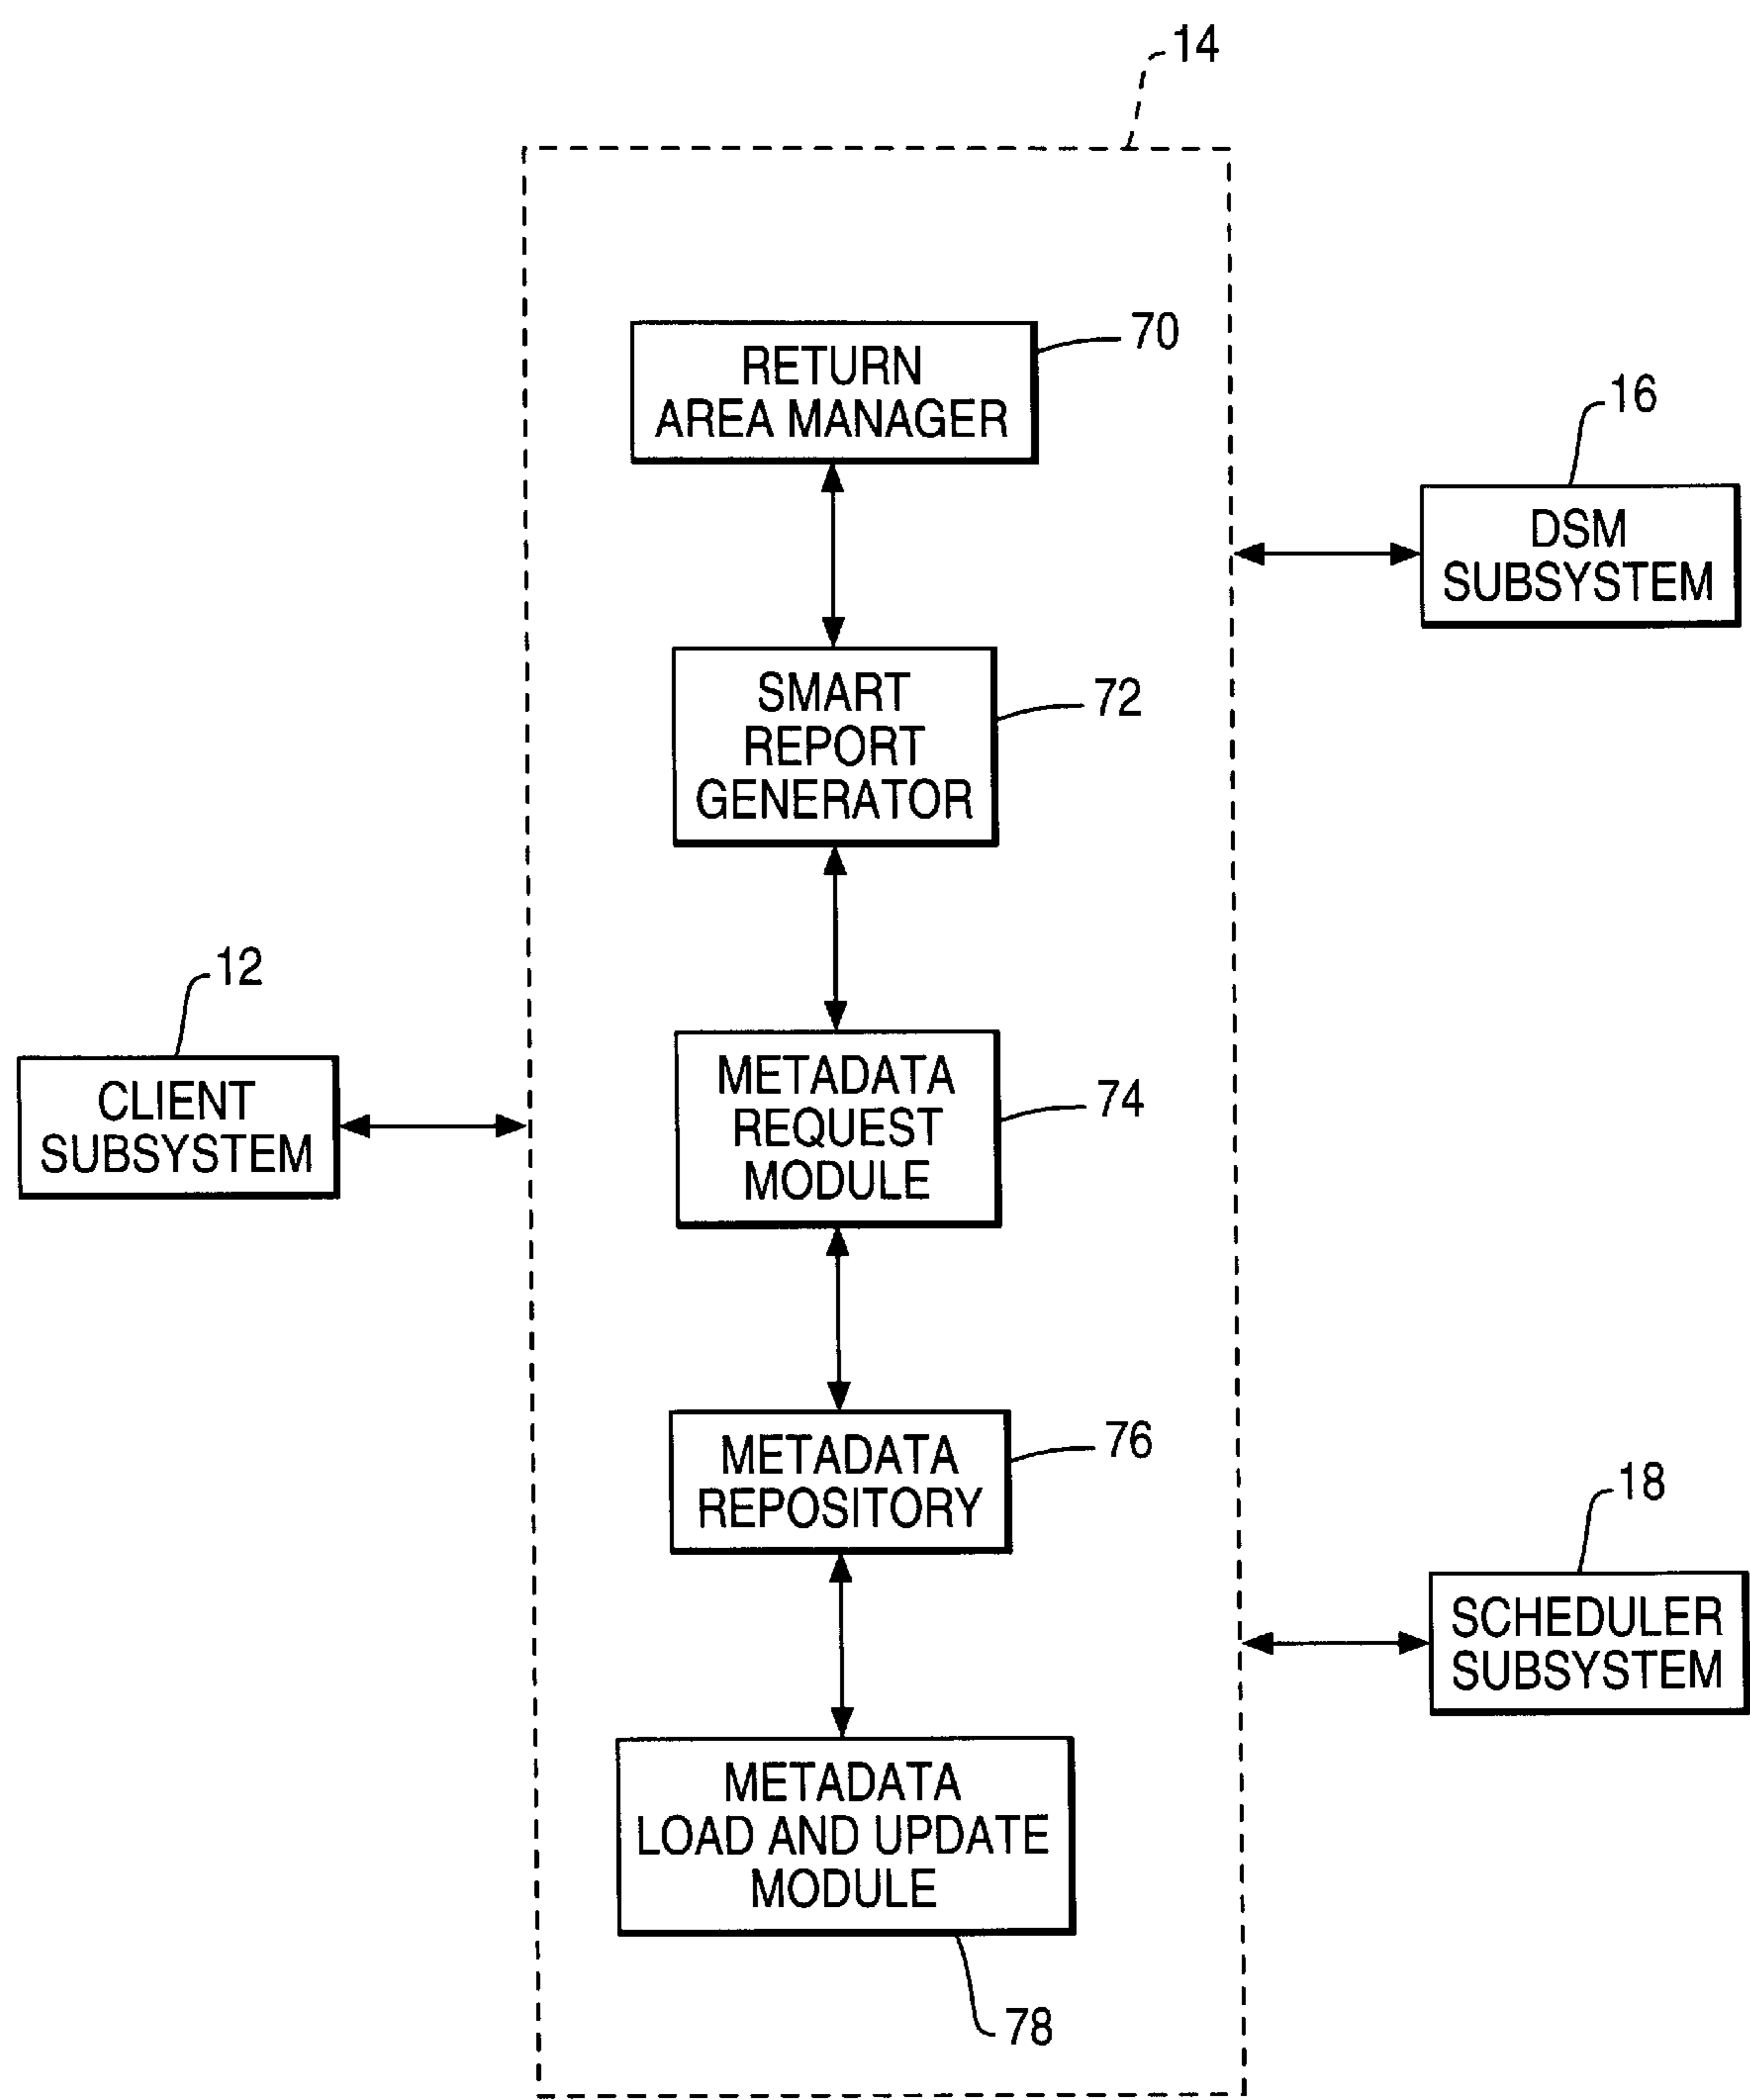 14
RETURN
AREA MANAGER
70
16
DSM
SUBSYSTEM
SMART
REPORT
GENERATOR
72
12
CLIENT
SUBSYSTEM
METADATA
REQUEST
MODULE
74
METADATA
REPOSITORY
76
18
SCHEDULER
SUBSYSTEM
METADATA
LOAD AND UPDATE
MODULE
78